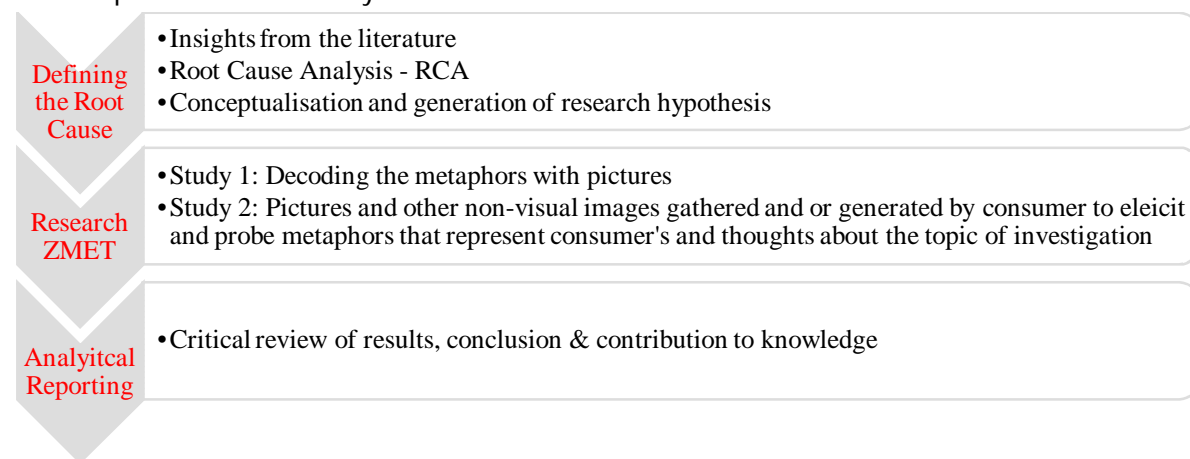 Defining
the Root
Cause
•Insights from the literature
•Root Cause Analysis - RCA
•Conceptualisation and generation of research hypothesis
Research
ZMET
•Study 1: Decoding the metaphors with pictures
•Study 2: Pictures and other non-visual images gathered and or generated by consumer to eleicit
and probe metaphors that represent consumer's and thoughts about the topic of investigation
Analyitcal
Reporting
•Critical review of results, conclusion & contribution to knowledge